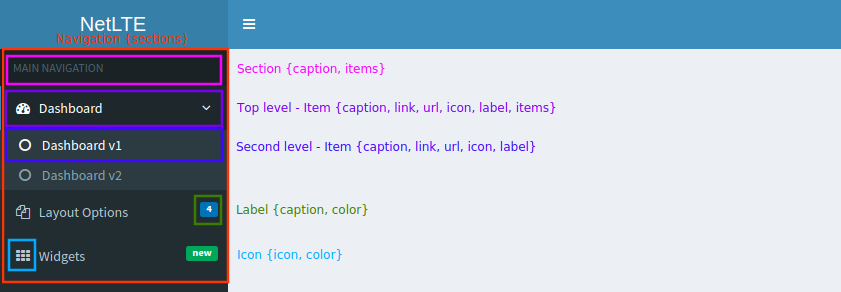 NetLTE
Navigation {sections}
MAIN NAVIGATION
Section {caption, items}
Dashboard
Top level - Item {caption, link, url, icon, label, items}
Dashboard v1
Second level - Item {caption, link, url, icon, label}
Dashboard v2
Layout Options 4
Label {caption, color}
Widgets new
Icon {icon, color}